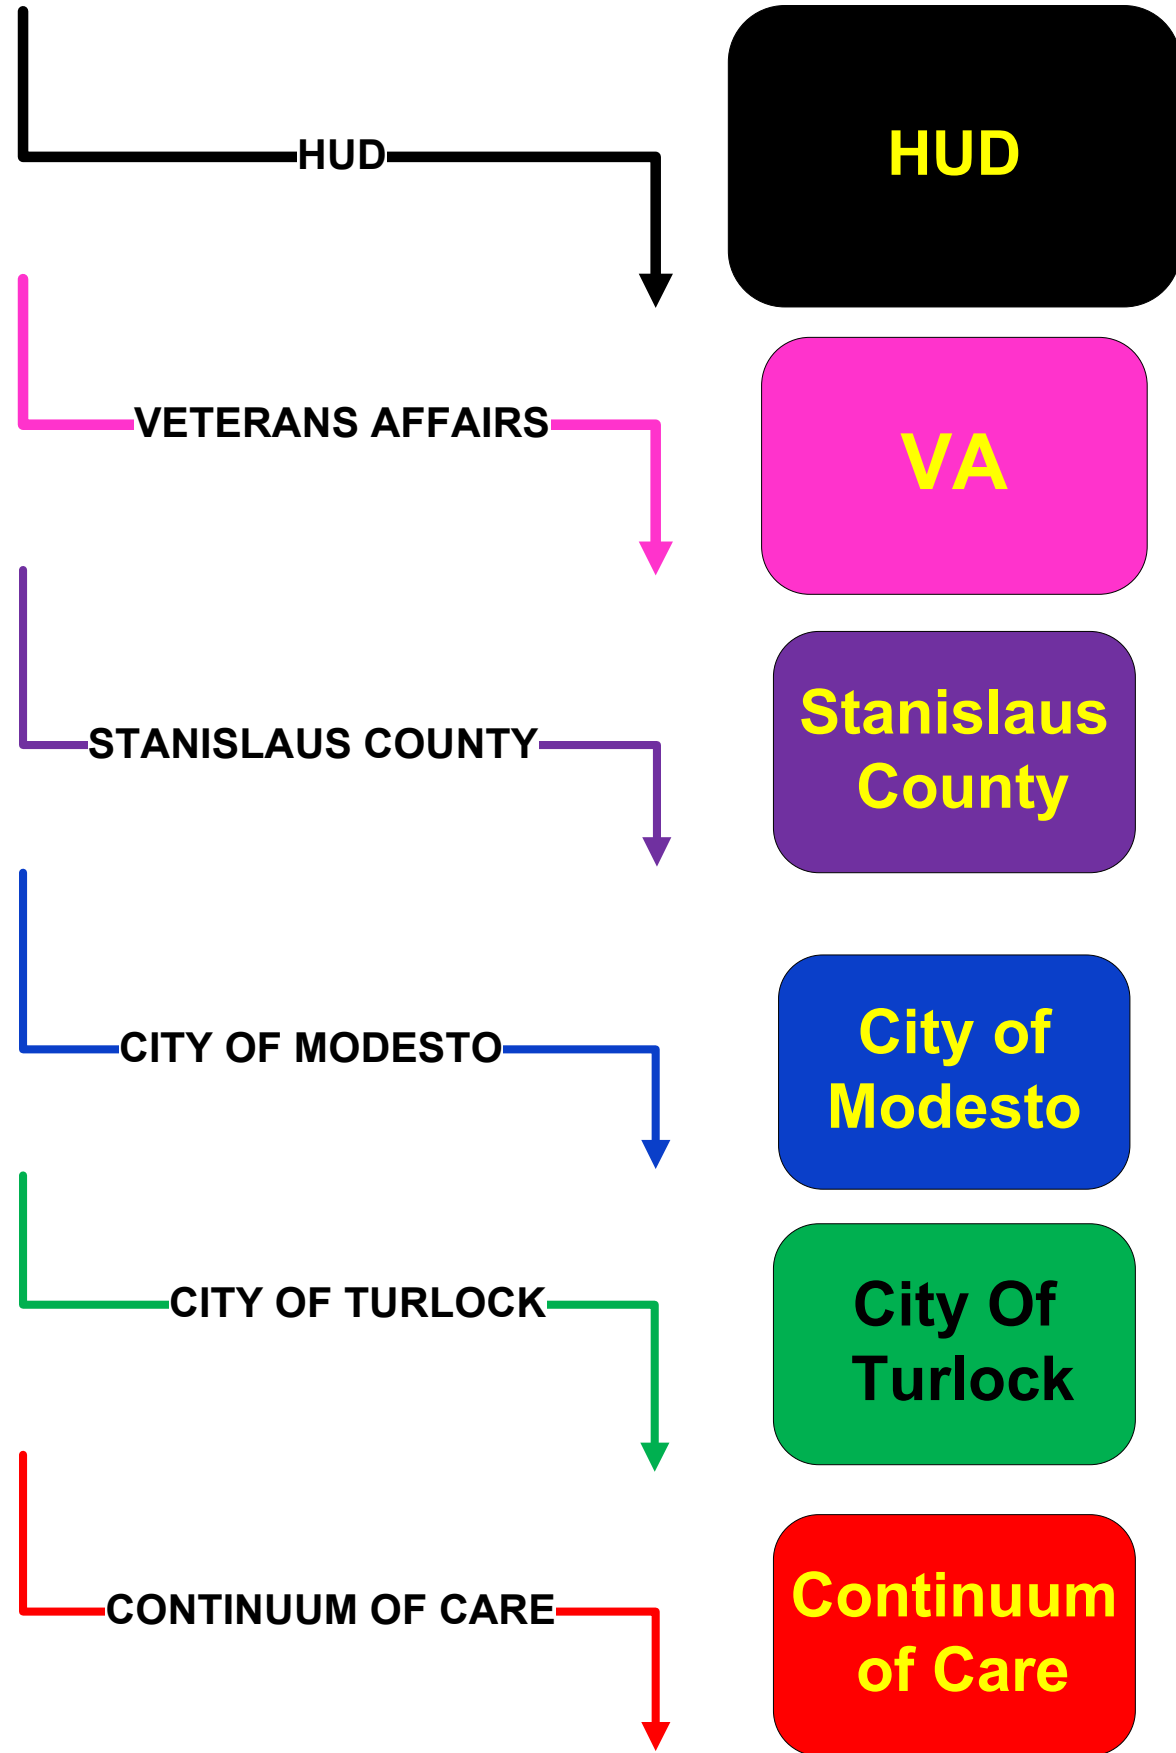 HUD
HUD
VETERANS AFFAIRS
VA
STANISLAUS COUNTY
Stanislaus
County
CITY OF MODESTO
City of
Modesto
CITY OF TURLOCK
City Of
Turlock
CONTINUUM OF CARE
Continuum
of Care